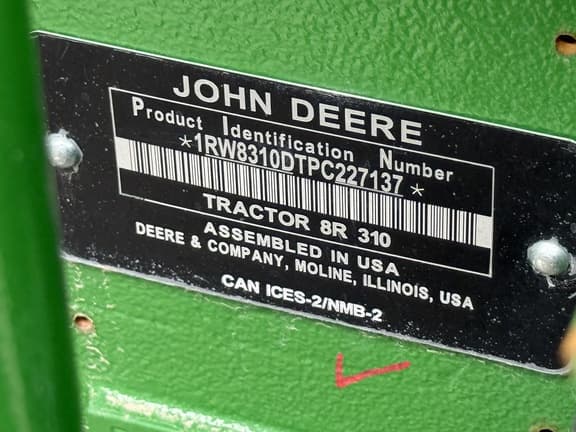 JOHN DEERE
Product Identification Number
*1RW8310DTPC227137*
TRACTOR 8R 310
ASSEMBLED IN USA
DEERE & COMPANY, MOLINE, ILLINOIS, USA
CAN ICES-2/NMB-2